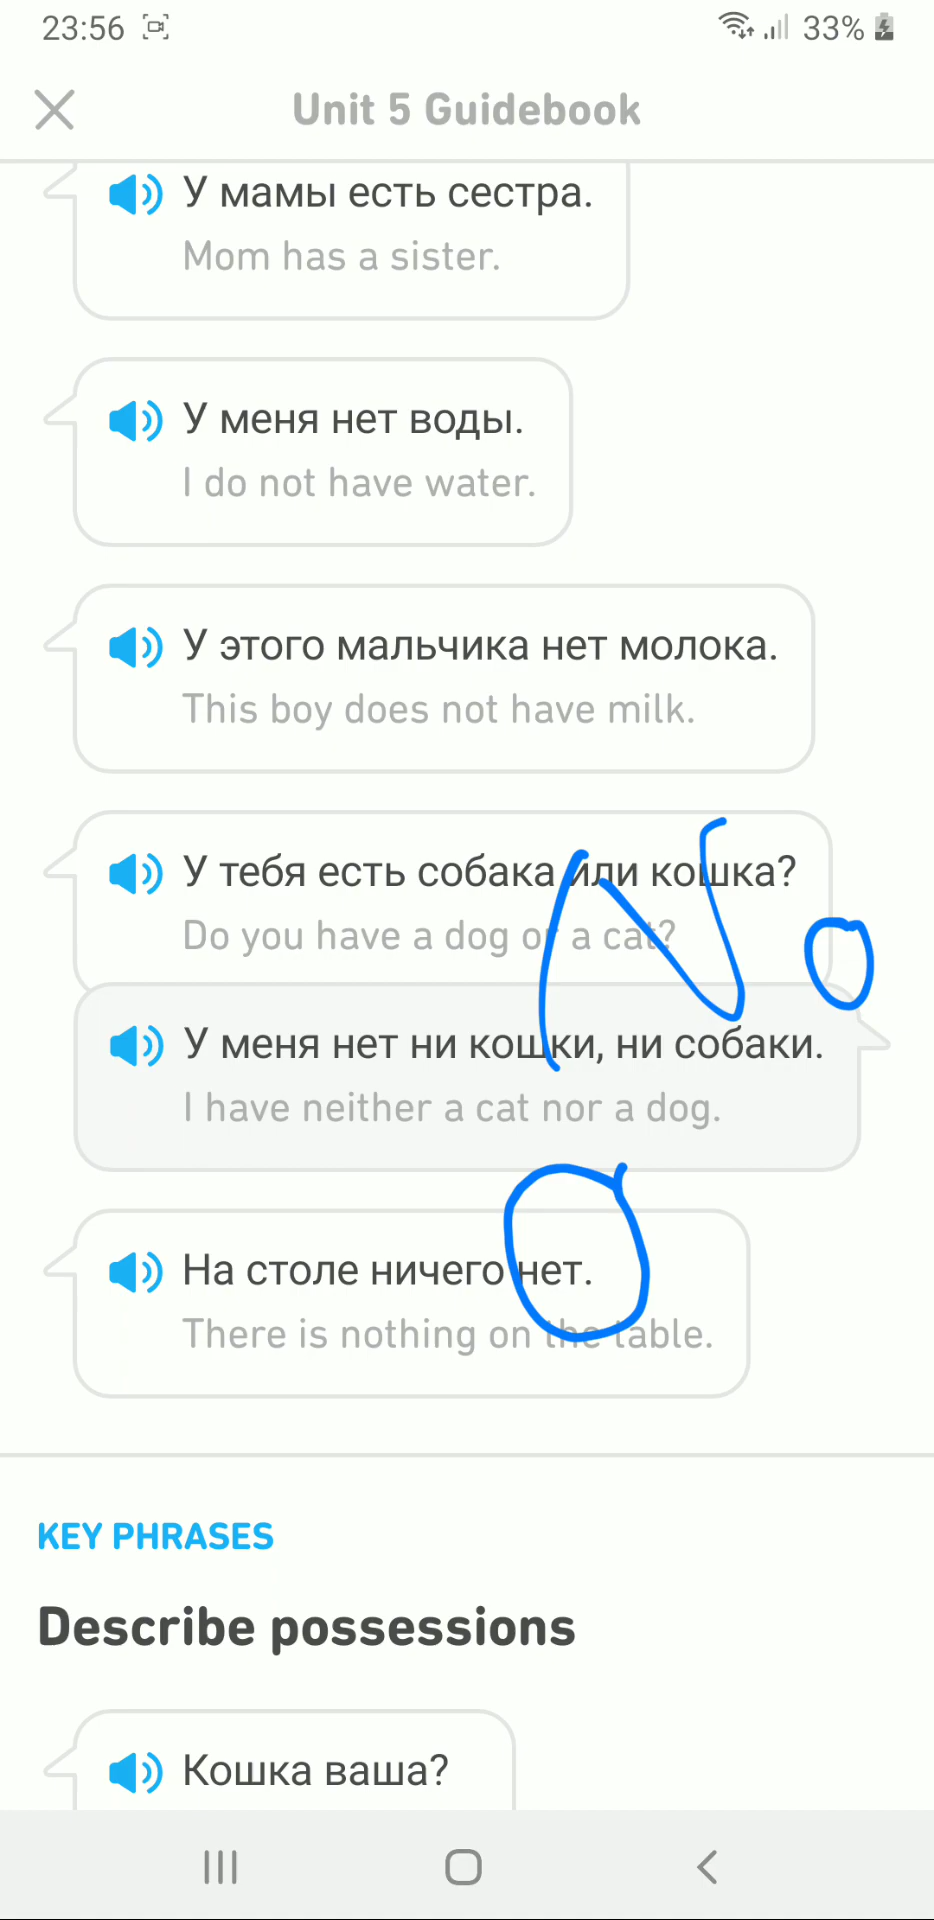 23:56 33%
Unit 5 Guidebook
У мамы есть сестра.
Mom has a sister.
У меня нет воды.
I do not have water.
У этого мальчика нет молока.
This boy does not have milk.
У тебя есть собака или кошка?
Do you have a dog or a cat?
No
У меня нет ни кошки, ни собаки.
I have neither a cat nor a dog.
На столе ничего нет.
There is nothing on the table.
KEY PHRASES
Describe possessions
Кошка ваша?